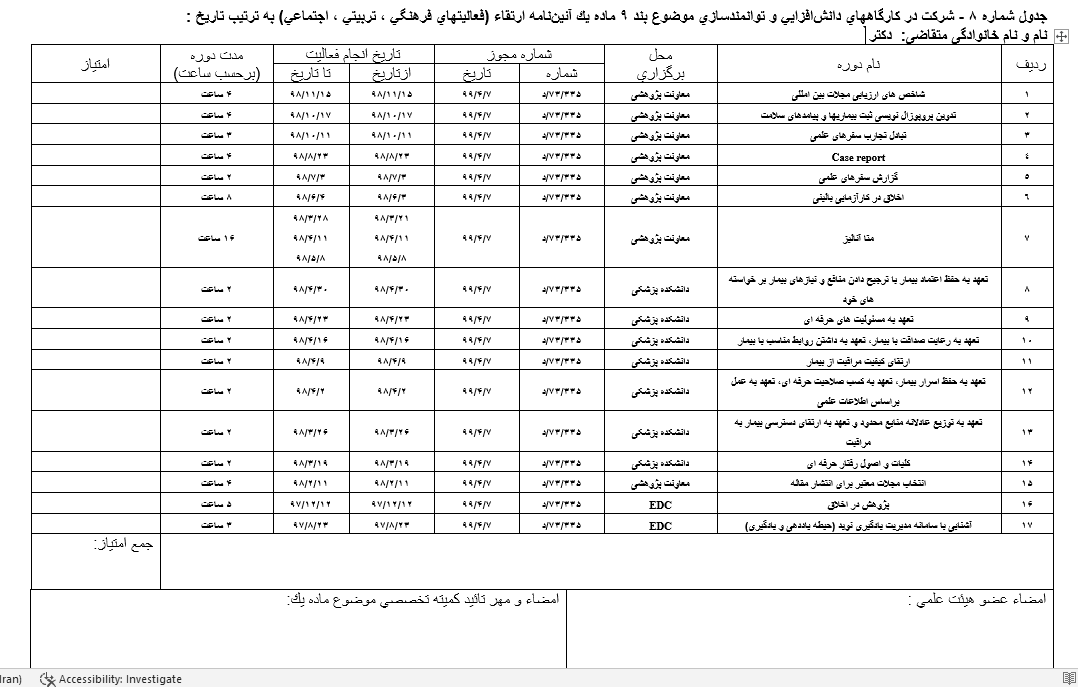 جدول شماره ۸ - شرکت در کارگاههاي دانش‌افزايي و توانمندسازي موضوع بند ۹ ماده يك آئين‌نامه ارتقاء (فعاليتهاي فرهنگي ، تربيتي ، اجتماعي) به ترتيب تاريخ :
نام و نام خانوادگی متقاضی: دکتر
ردیف نام دوره محل برگزاري شماره مجوز تاریخ انجام فعالیت مدت دوره (برحسب ساعت) امتیاز
شماره تاریخ ازتاریخ تا تاریخ
۱ شاخص های ارزیابی مجلات بین المللی معاونت پژوهشی ۷۳/۳۳۵/د ۹۹/۴/۷ ۹۸/۱۱/۱۵ ۹۸/۱۱/۱۵ ۴ ساعت
۲ تدوین پروپوزال نویسی ثبت بیماریها و پیامدهای سلامت معاونت پژوهشی ۷۳/۳۳۵/د ۹۹/۴/۷ ۹۸/۱۰/۱۷ ۹۸/۱۰/۱۷ ۴ ساعت
۳ تبادل تجارب سفرهای علمی معاونت پژوهشی ۷۳/۳۳۵/د ۹۹/۴/۷ ۹۸/۱۰/۱۱ ۹۸/۱۰/۱۱ ۳ ساعت
٤ Case report معاونت پژوهشی ۷۳/۳۳۵/د ۹۹/۴/۷ ۹۸/۸/۲۳ ۹۸/۸/۲۳ ۴ ساعت
۵ گزارش سفرهای علمی معاونت پژوهشی ۷۳/۳۳۵/د ۹۹/۴/۷ ۹۸/۷/۳ ۹۸/۷/۳ ۲ ساعت
٦ اخلاق در کارآزمایی بالینی معاونت پژوهشی ۷۳/۳۳۵/د ۹۹/۴/۷ ۹۸/۶/۳ ۹۸/۶/۴ ۸ ساعت
۷ متا آنالیز معاونت پژوهشی ۷۳/۳۳۵/د ۹۹/۴/۷ ۹۸/۳/۲۱ ۹۸/۴/۱۱ ۹۸/۵/۸ ۹۸/۳/۲۸ ۹۸/۴/۱۱ ۹۸/۵/۸ ۱۶ ساعت
۸ تعهد به حفظ اعتماد بیمار با ترجیح دادن منافع و نیازهای بیمار بر خواسته های خود دانشکده پزشکی ۷۳/۳۳۵/د ۹۹/۴/۷ ۹۸/۴/۳۰ ۹۸/۴/۳۰ ۲ ساعت
۹ تعهد به مسئولیت های حرفه ای دانشکده پزشکی ۷۳/۳۳۵/د ۹۹/۴/۷ ۹۸/۴/۲۳ ۹۸/۴/۲۳ ۲ ساعت
۱۰ تعهد به رعایت صداقت با بیمار، تعهد به داشتن روابط مناسب با بیمار دانشکده پزشکی ۷۳/۳۳۵/د ۹۹/۴/۷ ۹۸/۴/۱۶ ۹۸/۴/۱۶ ۲ ساعت
۱۱ ارتقای کیفیت مراقبت از بیمار دانشکده پزشکی ۷۳/۳۳۵/د ۹۹/۴/۷ ۹۸/۴/۹ ۹۸/۴/۹ ۲ ساعت
۱۲ تعهد به حفظ اسرار بیمار، تعهد به کسب صلاحیت حرفه ای، تعهد به عمل براساس اطلاعات علمی دانشکده پزشکی ۷۳/۳۳۵/د ۹۹/۴/۷ ۹۸/۴/۲ ۹۸/۴/۲ ۲ ساعت
۱۳ تعهد به توزیع عادلانه منابع محدود و تعهد به ارتقای دسترسی بیمار به مراقبت دانشکده پزشکی ۷۳/۳۳۵/د ۹۹/۴/۷ ۹۸/۳/۲۶ ۹۸/۳/۲۶ ۲ ساعت
۱۴ کلیات و اصول رفتار حرفه ای دانشکده پزشکی ۷۳/۳۳۵/د ۹۹/۴/۷ ۹۸/۳/۱۹ ۹۸/۳/۱۹ ۲ ساعت
۱۵ انتخاب مجلات معتبر برای انتشار مقاله معاونت پژوهشی ۷۳/۳۳۵/د ۹۹/۴/۷ ۹۸/۲/۱۱ ۹۸/۲/۱۱ ۴ ساعت
۱۶ پژوهش در اخلاق EDC ۷۳/۳۳۵/د ۹۹/۴/۷ ۹۷/۱۲/۱۲ ۹۷/۱۲/۱۲ ۵ ساعت
۱۷ آشنایی با سامانه مدیریت یادگیری نوید (حیطه یاددهی و یادگیری) EDC ۷۳/۳۳۵/د ۹۹/۴/۷ ۹۷/۸/۲۳ ۹۷/۸/۲۳ ۳ ساعت
جمع امتیاز:
امضاء عضو هيئت علمي : امضاء و مهر تائيد كميته تخصصي موضوع ماده يك:
Iran) Accessibility: Investigate